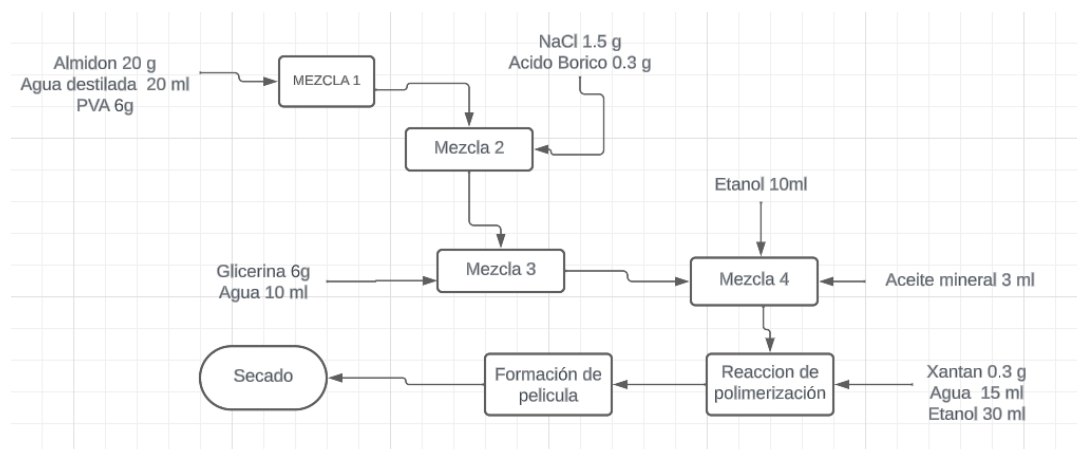 Almidon 20 g
Agua destilada 20 ml
PVA 6g
MEZCLA 1
NaCl 1.5 g
Acido Borico 0.3 g
Mezcla 2
Etanol 10ml
Glicerina 6g
Agua 10 ml
Mezcla 3
Mezcla 4
Aceite mineral 3 ml
Secado
Formación de
pelicula
Reaccion de
polimerización
Xantan 0.3 g
Agua 15 ml
Etanol 30 ml